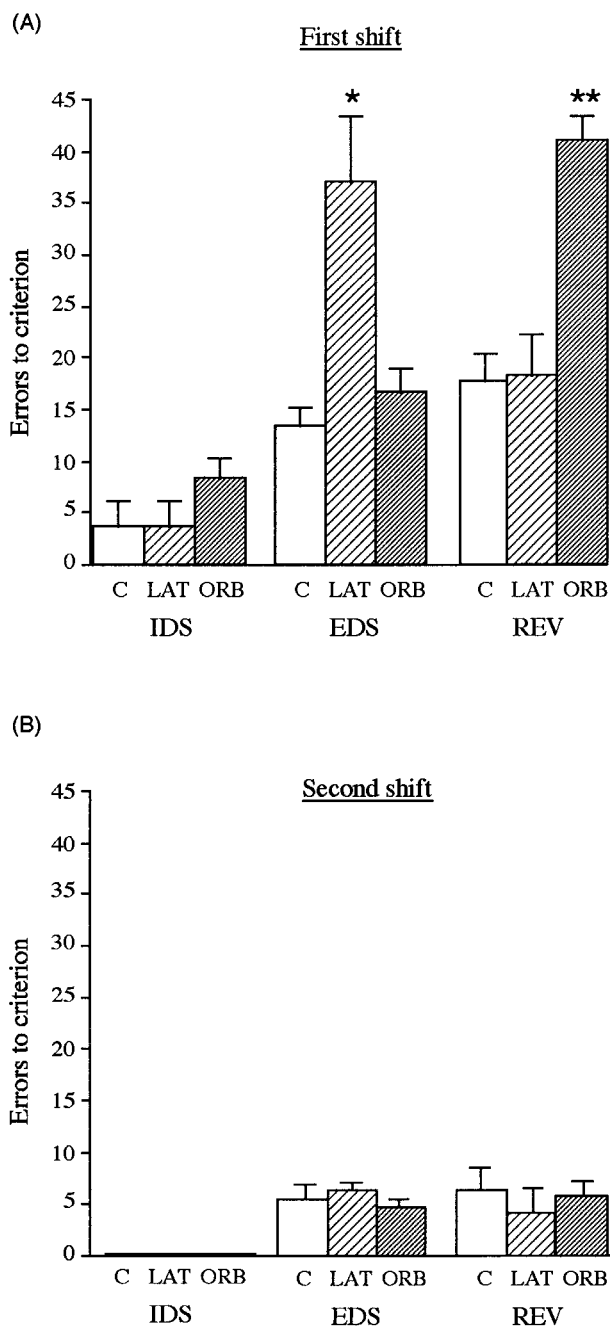 (A)
First shift
45
40
35
30
25
20
15
10
5
0
Errors to criterion
* **
C LAT ORB C LAT ORB C LAT ORB
IDS EDS REV
(B)
Second shift
45
40
35
30
25
20
15
10
5
0
Errors to criterion
C LAT ORB C LAT ORB C LAT ORB
IDS EDS REV